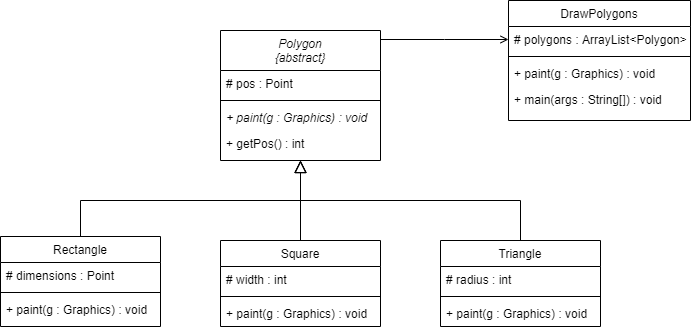 Polygon
{abstract}
# pos : Point
+ paint(g : Graphics) : void
+ getPos() : int
DrawPolygons
# polygons : ArrayList<Polygon>
+ paint(g : Graphics) : void
+ main(args : String[]) : void
Rectangle
# dimensions : Point
+ paint(g : Graphics) : void
Square
# width : int
+ paint(g : Graphics) : void
Triangle
# radius : int
+ paint(g : Graphics) : void